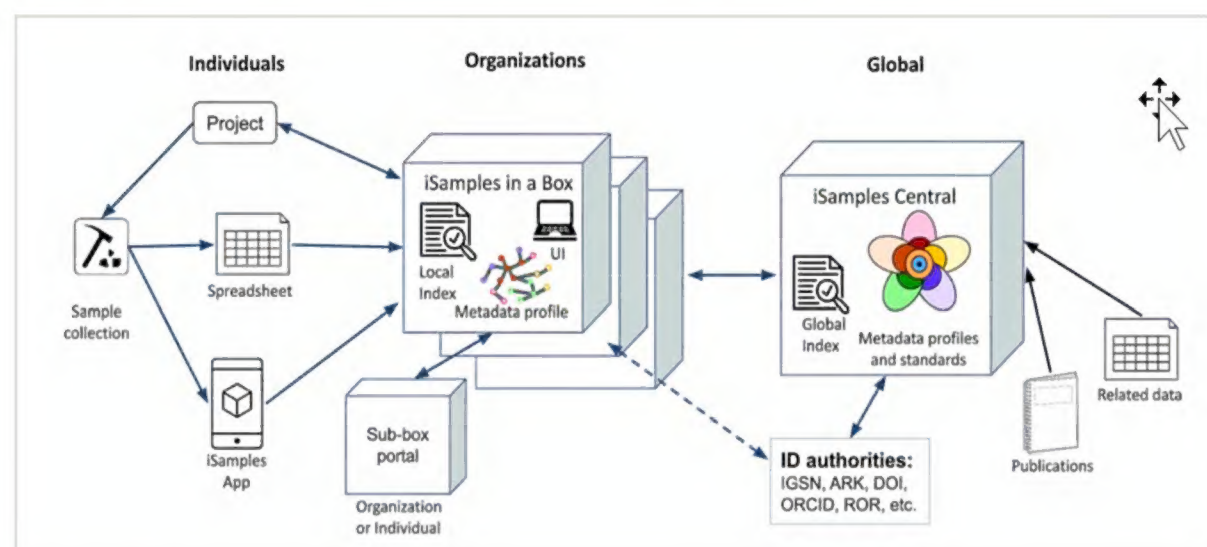 Individuals
Organizations
Global
Project
iSamples in a Box
Local
Index
UI
Metadata profile
iSamples Central
Global
Index
Metadata profiles
and standards
Spreadsheet
Sample
collection
iSamples
App
Sub-box
portal
Organization
or Individual
ID authorities:
IGSN, ARK, DOI,
ORCID, ROR, etc.
Publications
Related data